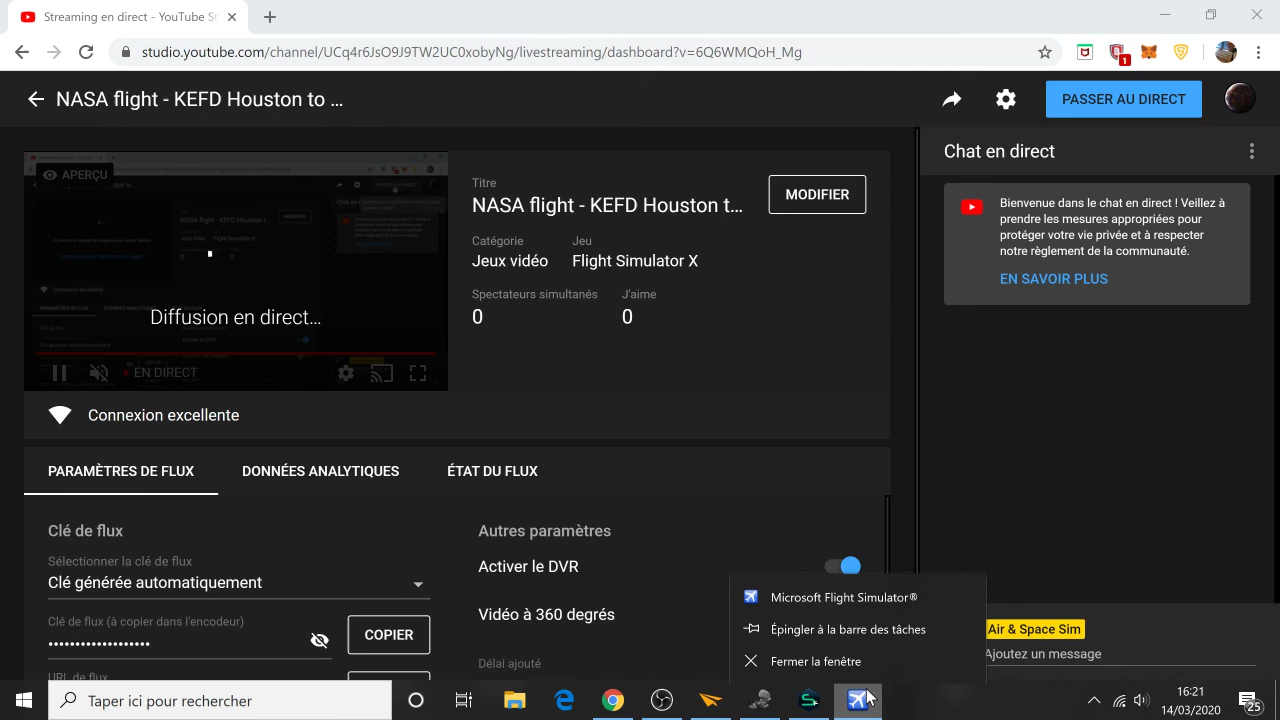 Streaming en direct - YouTube St
studio.youtube.com/channel/UCq4r6JsO9J9TW2UC0xobyNg/livestreaming/dashboard?v=6Q6WMQoH_Mg
1
NASA flight - KEFD Houston to ...
PASSER AU DIRECT
APERÇU
Diffusion en direct...
EN DIRECT
Connexion excellente
Titre
NASA flight - KEFD Houston t...
MODIFIER
Catégorie
Jeu
Jeux vidéo
Flight Simulator X
Spectateurs simultanés
J'aime
0
0
Chat en direct
Bienvenue dans le chat en direct ! Veillez à
prendre les mesures appropriées pour
protéger votre vie privée et à respecter
notre règlement de la communauté.
EN SAVOIR PLUS
PARAMÈTRES DE FLUX
DONNÉES ANALYTIQUES
ÉTAT DU FLUX
Clé de flux
Sélectionner la clé de flux
Clé générée automatiquement
Clé de flux (à copier dans l'encodeur)
••••••••••••••••••
COPIER
URL de flux
Autres paramètres
Activer le DVR
Vidéo à 360 degrés
Délai ajouté
Microsoft Flight Simulator®
Épingler à la barre des tâches
Fermer la fenêtre
Air & Space Sim
Ajoutez un message
Taper ici pour rechercher
16:21
14/03/2020
25